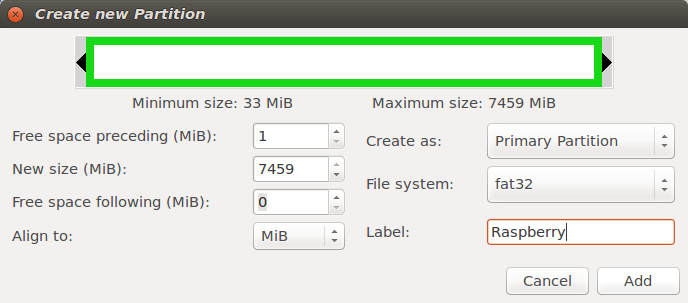 Create new Partition
Minimum size: 33 MiB Maximum size: 7459 MiB
Free space preceding (MiB): 1 Create as: Primary Partition
New size (MiB): 7459
File system: fat32
Free space following (MiB): 0
Align to: MiB Label: Raspberry
Cancel Add